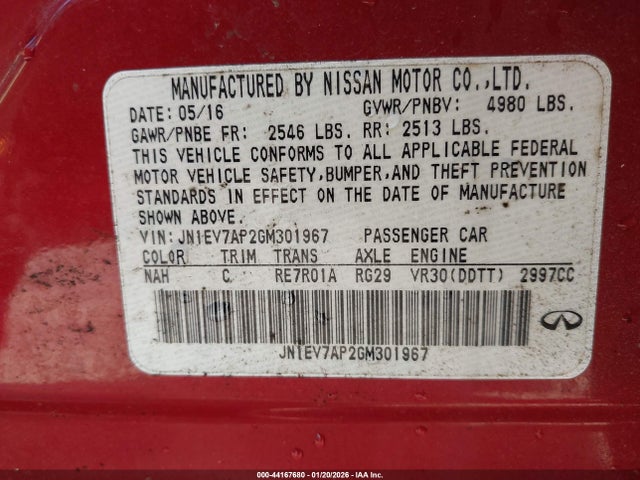 MANUFACTURED BY NISSAN MOTOR CO.,LTD.
DATE: 05/16 GVWR/PNBV: 4980 LBS.
GAWR/PNBE FR: 2546 LBS. RR: 2513 LBS.
THIS VEHICLE CONFORMS TO ALL APPLICABLE FEDERAL
MOTOR VEHICLE SAFETY,BUMPER,AND THEFT PREVENTION
STANDARDS IN EFFECT ON THE DATE OF MANUFACTURE
SHOWN ABOVE.
VIN:JN1EV7AP2GM301967 PASSENGER CAR
COLOR TRIM TRANS AXLE ENGINE
NAH C RE7R01A RG29 VR30(DDTT) 2997CC
JN1EV7AP2GM301967
000-44167680 - 01/20/2026 - IAA Inc.